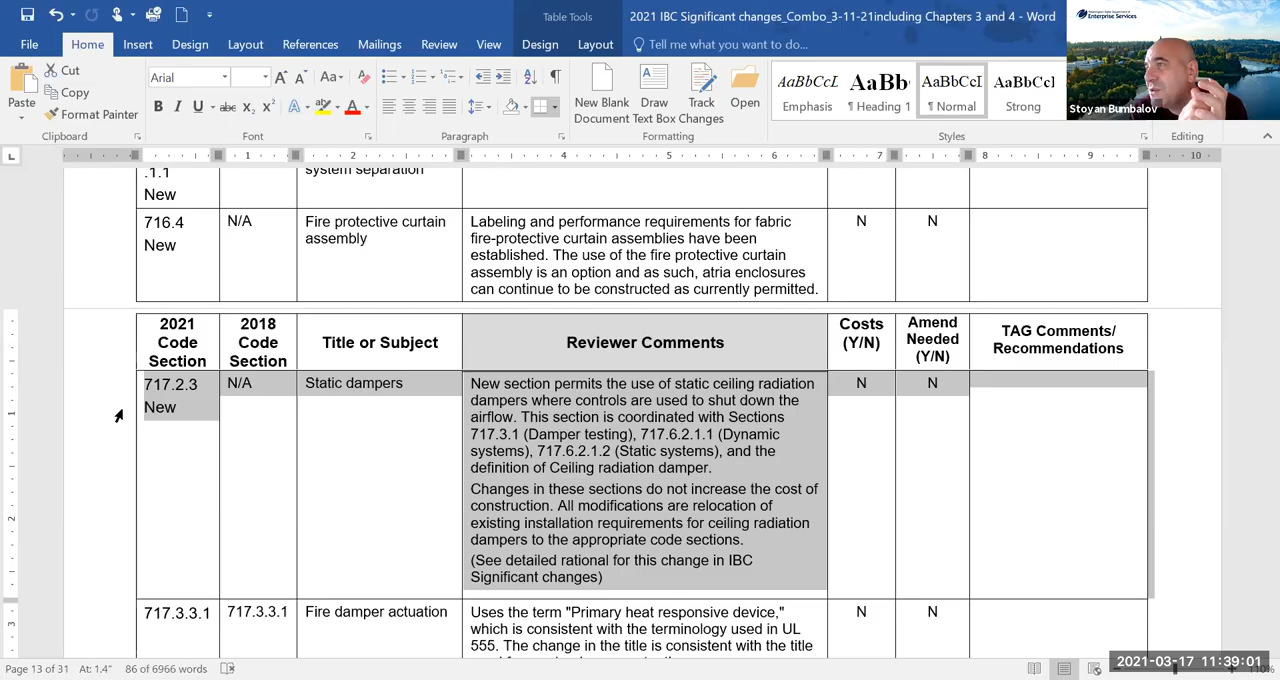 Table Tools
2021 IBC Significant changes_Combo_3-11-21including Chapters 3 and 4 - Word
Enterprise Services
File Home Insert Design Layout References Mailings Review View Design Layout Tell me what you want to do...
Cut
Copy
Format Painter
Paste
Clipboard
Arial
Font
Paragraph
New Blank Document
Draw Text Box
Track Changes
Open
Formatting
AaBbCcL AaBb( AaBbCcI AaBbCcI
Emphasis ¶ Heading 1 ¶ Normal Strong
Styles
Editing
Stoyan Bumbalov
1 2 4 5 6 7 8 9 10
.1.1
New
system separation
716.4
New
N/A
Fire protective curtain
assembly
Labeling and performance requirements for fabric
fire-protective curtain assemblies have been
established. The use of the fire protective curtain
assembly is an option and as such, atria enclosures
can continue to be constructed as currently permitted.
N
N
2021
Code
Section
2018
Code
Section
Title or Subject
Reviewer Comments
Costs
(Y/N)
Amend
Needed
(Y/N)
TAG Comments/
Recommendations
717.2.3
New
N/A
Static dampers
New section permits the use of static ceiling radiation
dampers where controls are used to shut down the
airflow. This section is coordinated with Sections
717.3.1 (Damper testing), 717.6.2.1.1 (Dynamic
systems), 717.6.2.1.2 (Static systems), and the
definition of Ceiling radiation damper.
Changes in these sections do not increase the cost of
construction. All modifications are relocation of
existing installation requirements for ceiling radiation
dampers to the appropriate code sections.
(See detailed rational for this change in IBC
Significant changes)
N
N
717.3.3.1
717.3.3.1
Fire damper actuation
Uses the term "Primary heat responsive device,"
which is consistent with the terminology used in UL
555. The change in the title is consistent with the title
N
N
Page 13 of 31 At: 1.4" 86 of 6966 words
2021-03-17 11:39:01